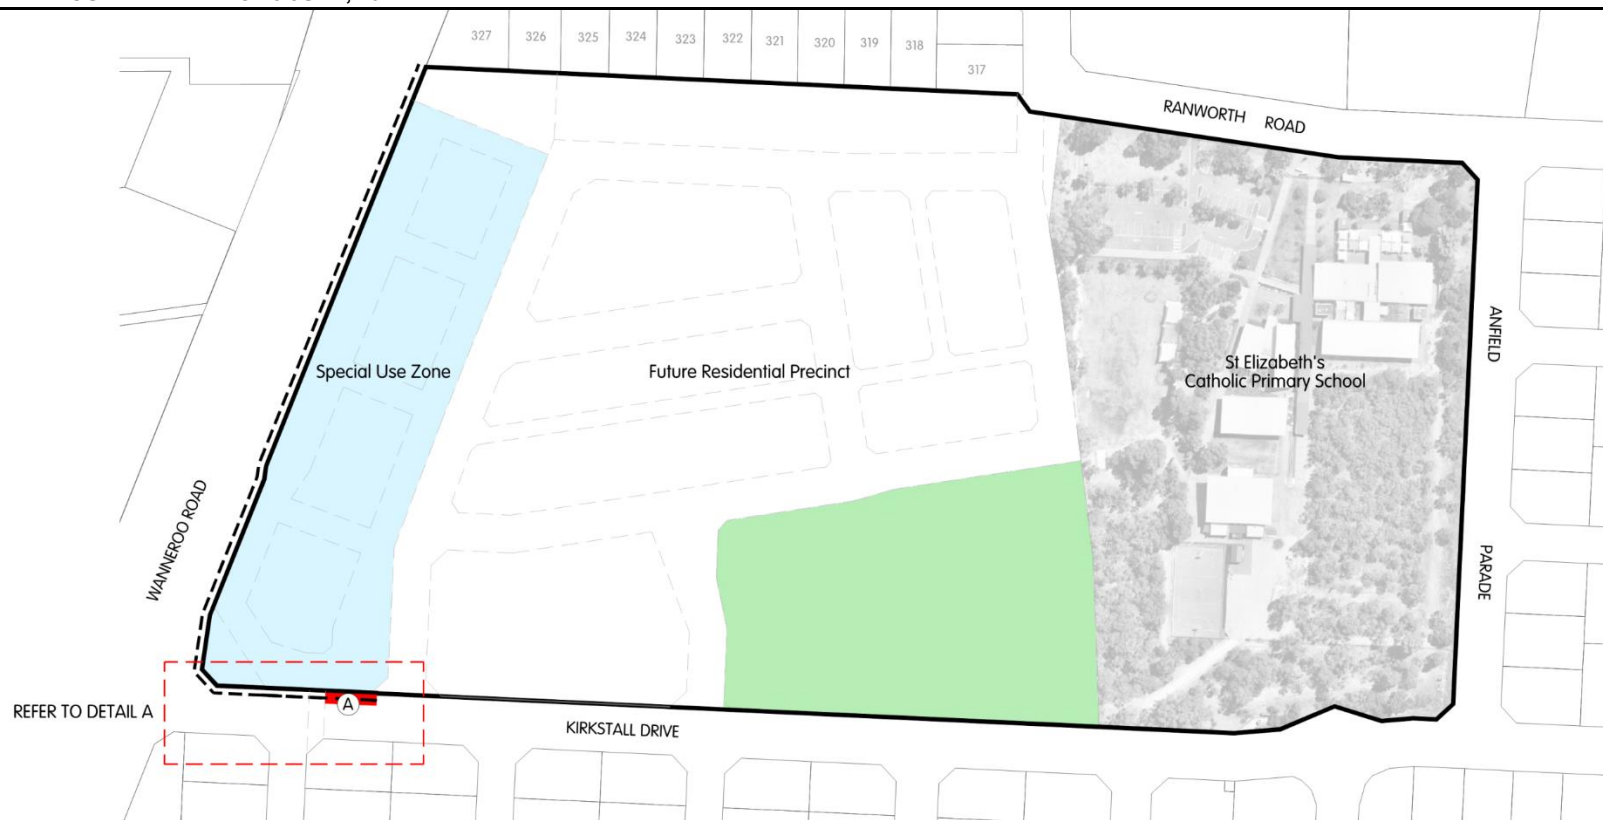 327 326 325 324 323 322 321 320 319 318
317
RANWORTH ROAD
ANFIELD
PARADE
Special Use Zone
Future Residential Precinct
St Elizabeth's
Catholic Primary School
WANNEROO ROAD
REFER TO DETAIL A
A
KIRKSTALL DRIVE